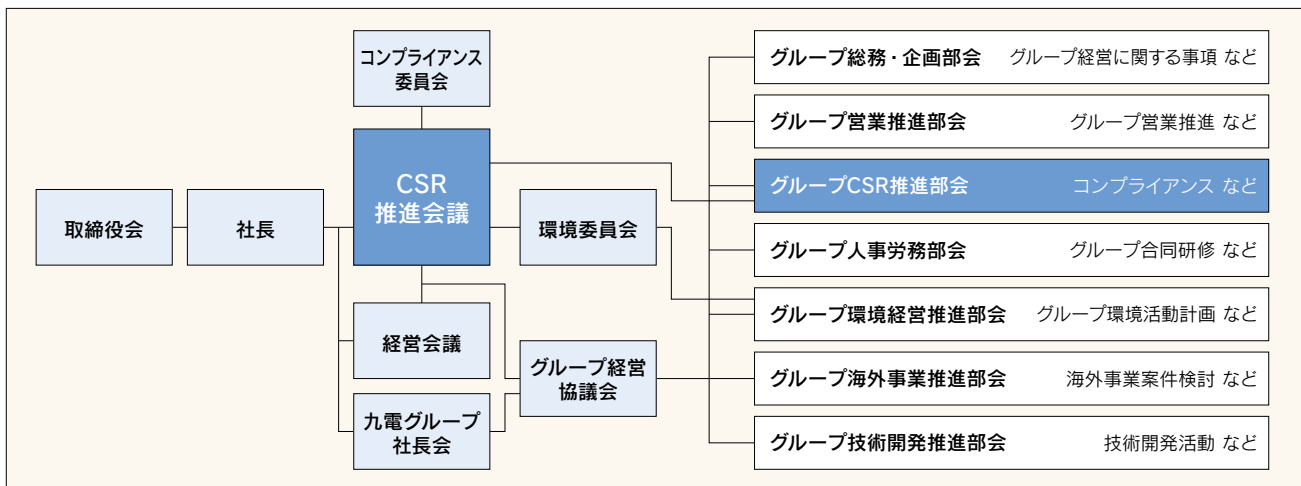 コンプライアンス
委員会
CSR
推進会議
取締役会
社長
環境委員会
経営会議
グループ経営
協議会
九電グループ
社長会
グループ総務・企画部会 グループ経営に関する事項 など
グループ営業推進部会 グループ営業推進 など
グループCSR推進部会 コンプライアンス など
グループ人事労務部会 グループ合同研修 など
グループ環境経営推進部会 グループ環境活動計画 など
グループ海外事業推進部会 海外事業案件検討 など
グループ技術開発推進部会 技術開発活動 など